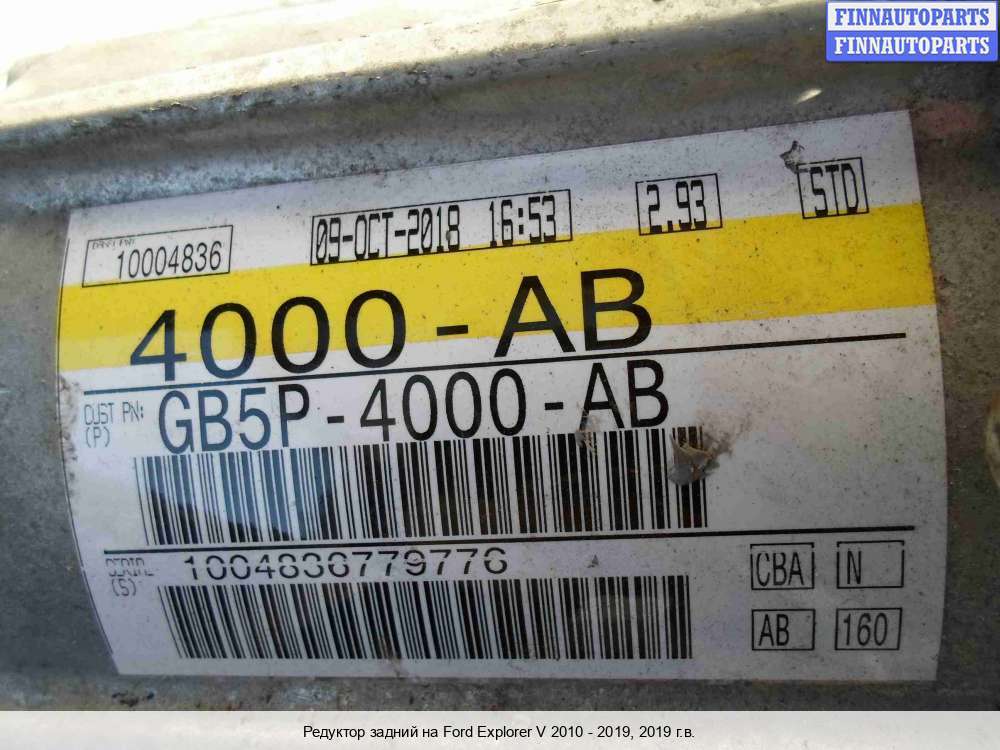 FINNAUTOPARTS
FINNAUTOPARTS
10004836 09-OCT-2018 16:53 2.93 STD
4000-AB
CUST PN: GB5P-4000-AB
(P)
1004836779776
(S)
CBA N
AB 160
Редуктор задний на Ford Explorer V 2010 - 2019, 2019 г.в.